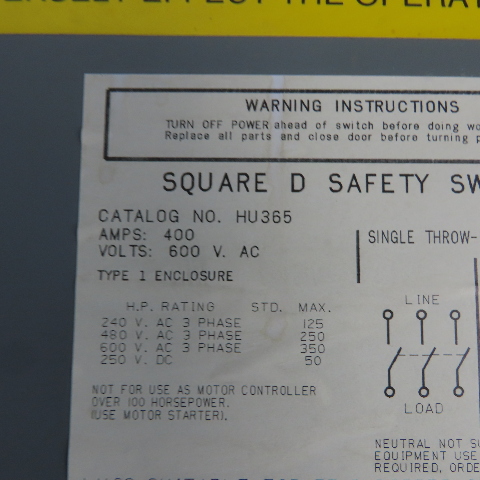 EFFECT THE OPERAT
WARNING INSTRUCTIONS
TURN OFF POWER ahead of switch before doing wo
Replace all parts and close door before turning p
SQUARE D SAFETY SW
CATALOG NO. HU365
AMPS: 400
VOLTS: 600 V. AC
TYPE 1 ENCLOSURE
SINGLE THROW-
H.P. RATING STD. MAX.
240 V. AC 3 PHASE 125
480 V. AC 3 PHASE 250
600 V. AC 3 PHASE 350
250 V. DC 50
NOT FOR USE AS MOTOR CONTROLLER
OVER 100 HORSEPOWER.
(USE MOTOR STARTER).
LINE
LOAD
NEUTRAL NOT SU
EQUIPMENT USE
REQUIRED, ORDE